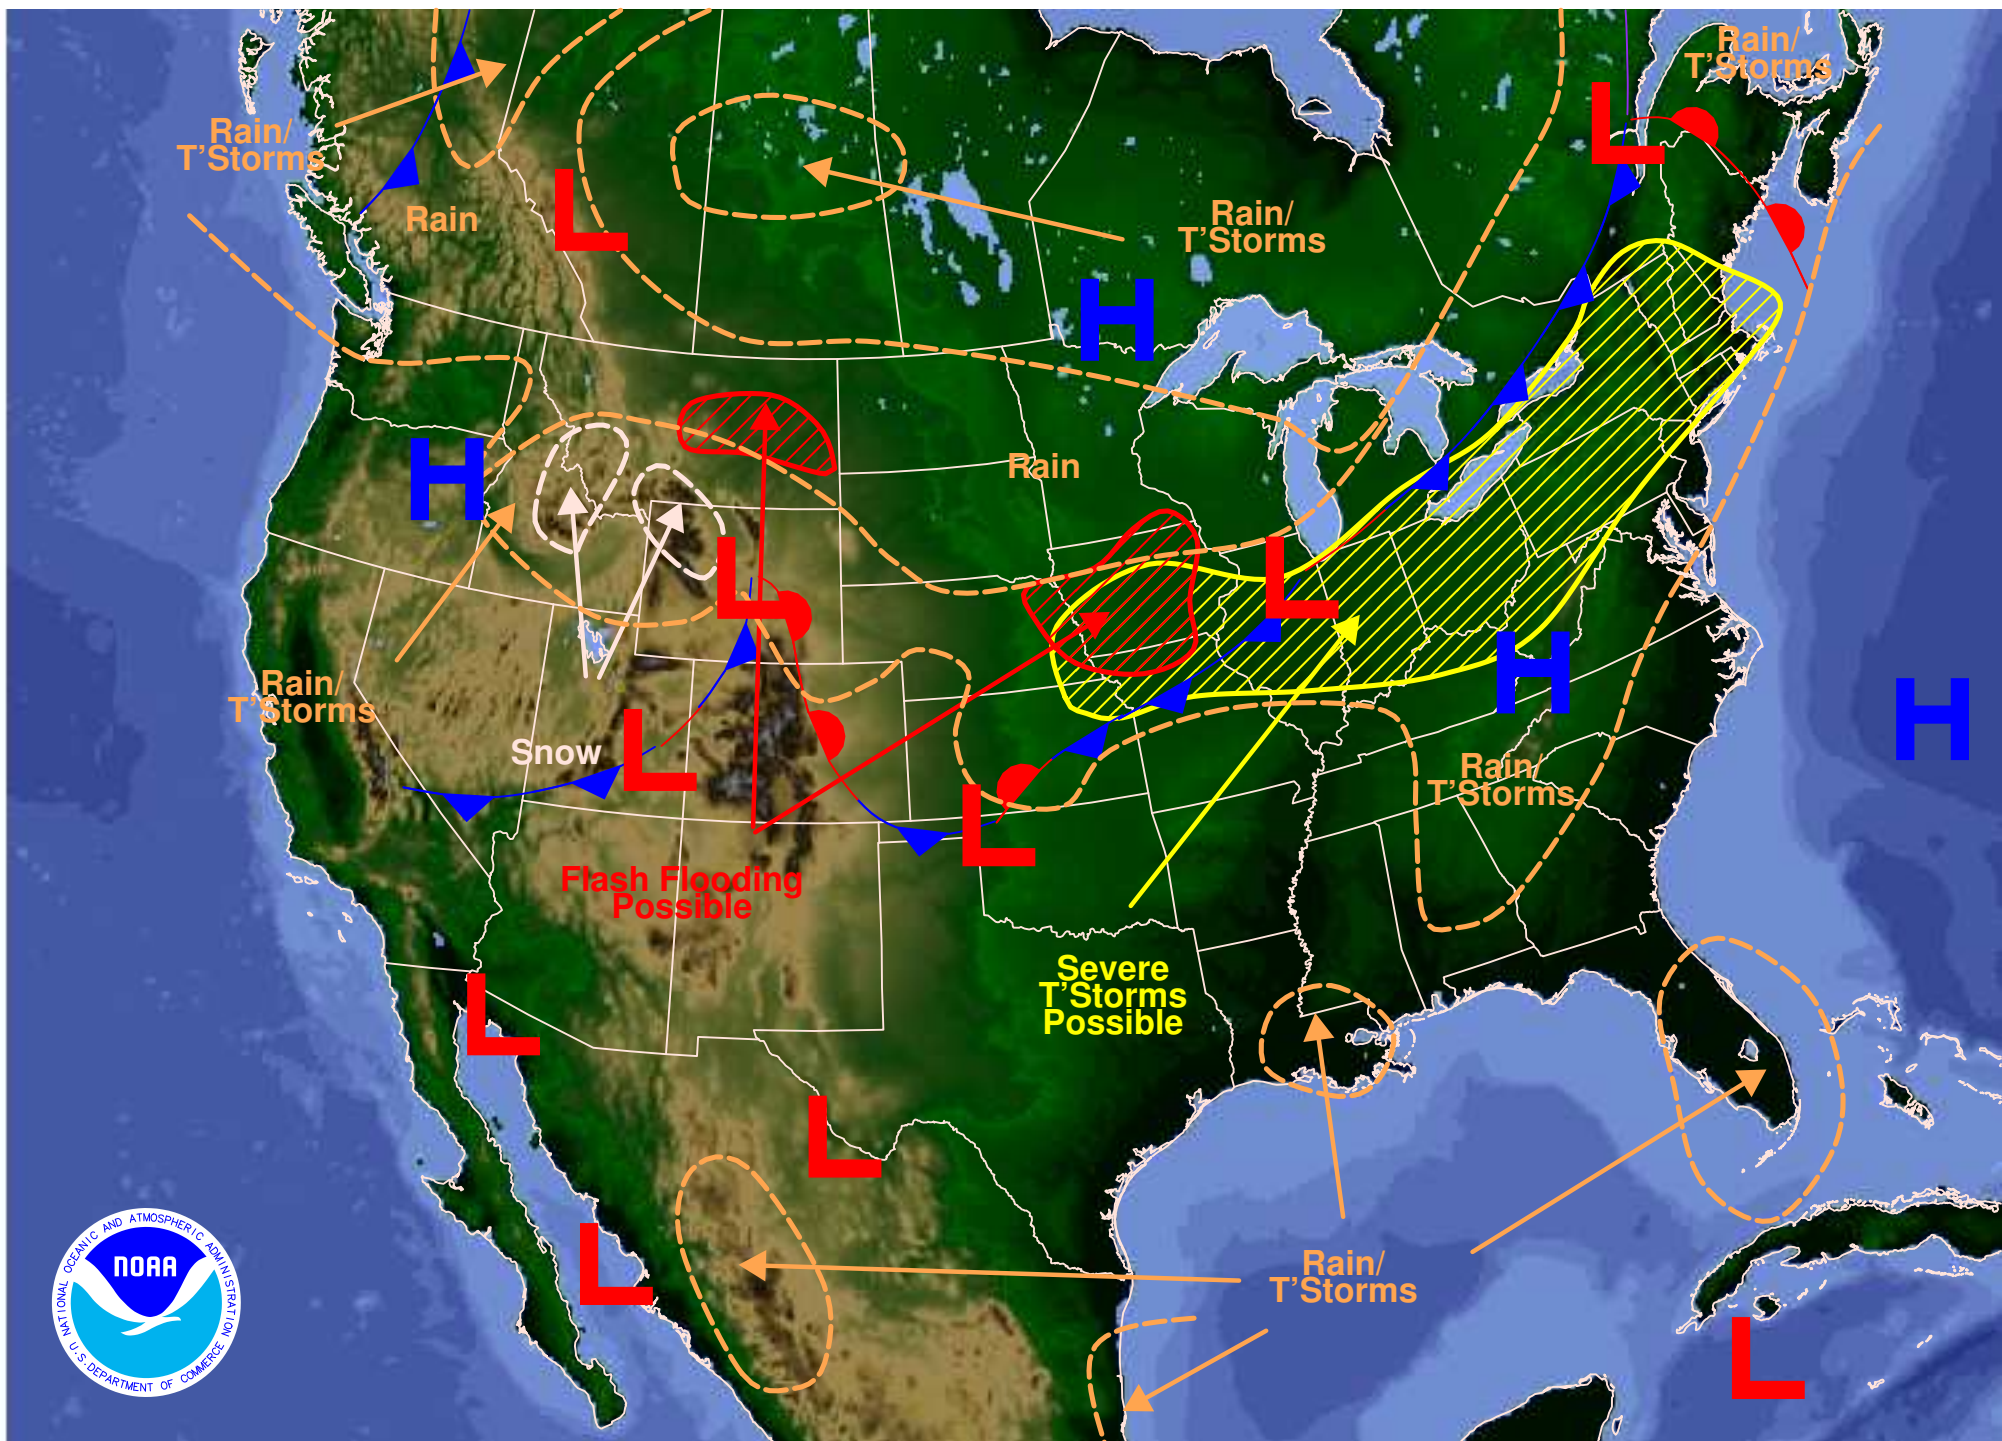 Rain/
T'Storms
Rain/
T'Storms
L
Rain
L
Rain/
T'Storms
H
H
Rain
L
L
H
Rain/
T'Storms
H
Snow
L
Rain/
T'Storms
L
Flash Flooding
Possible
Severe
T'Storms
Possible
L
L
L
Rain/
T'Storms
L
NATIONAL OCEANIC AND ATMOSPHERIC ADMINISTRATION
NOAA
U.S. DEPARTMENT OF COMMERCE